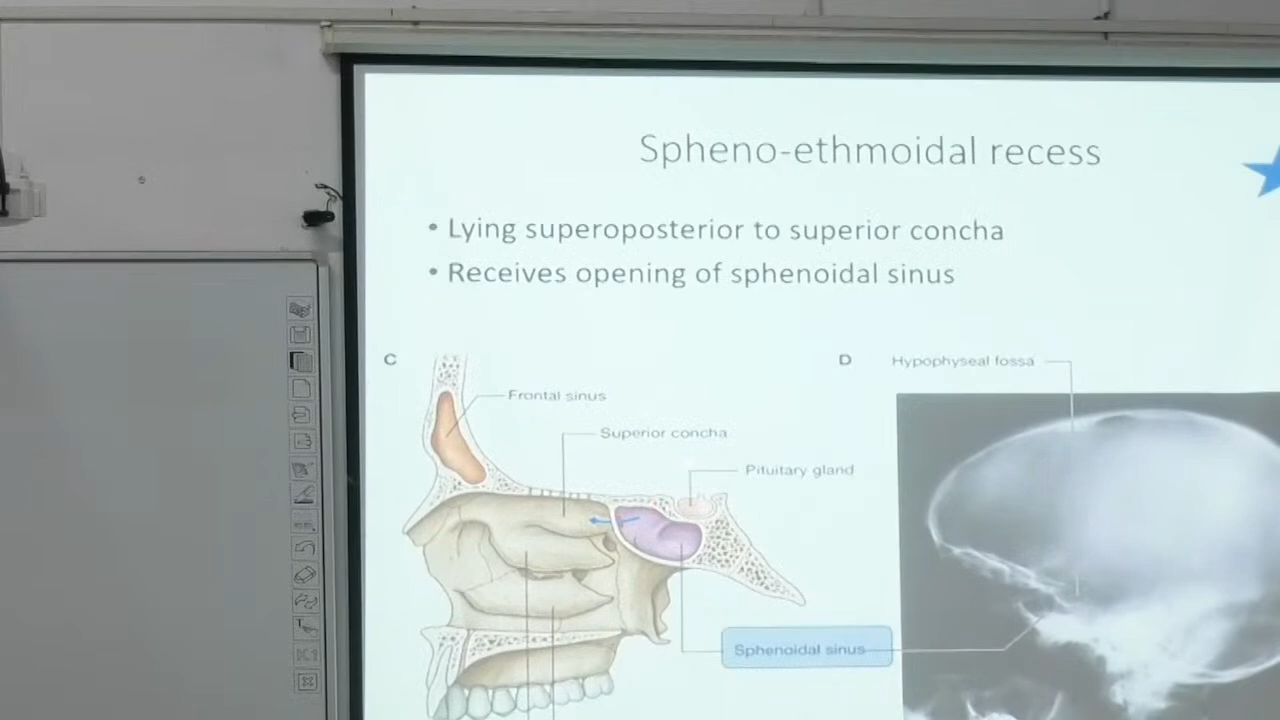 Spheno-ethmoidal recess
• Lying superoposterior to superior concha
• Receives opening of sphenoidal sinus
C
Frontal sinus
Superior concha
Pituitary gland
Sphenoidal sinus
D
Hypophyseal fossa